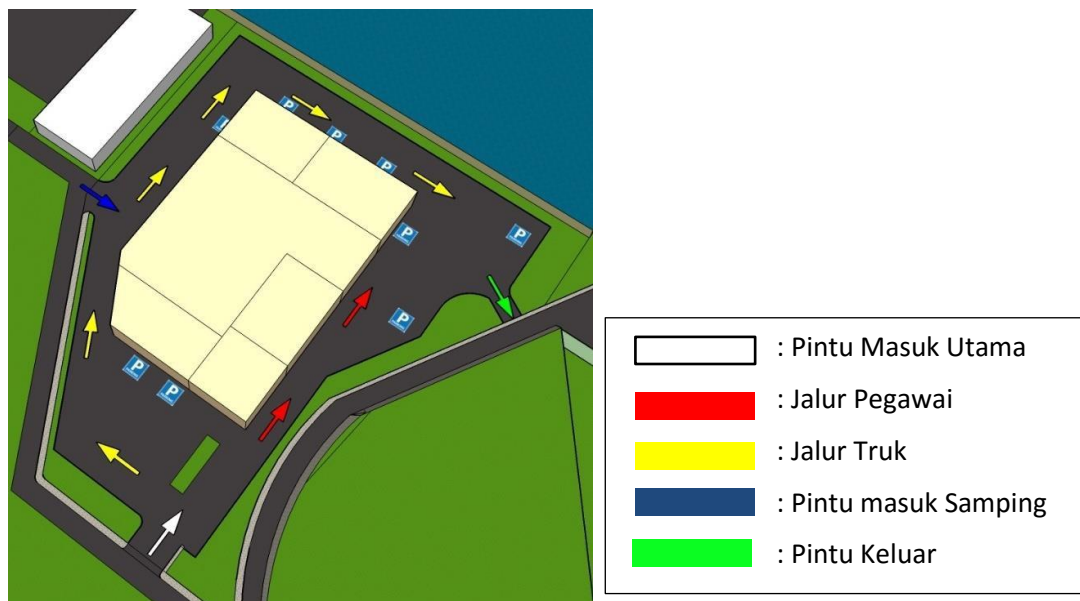 P
P
P
P
P
P
P
P
P
: Pintu Masuk Utama
: Jalur Pegawai
: Jalur Truk
: Pintu masuk Samping
: Pintu Keluar